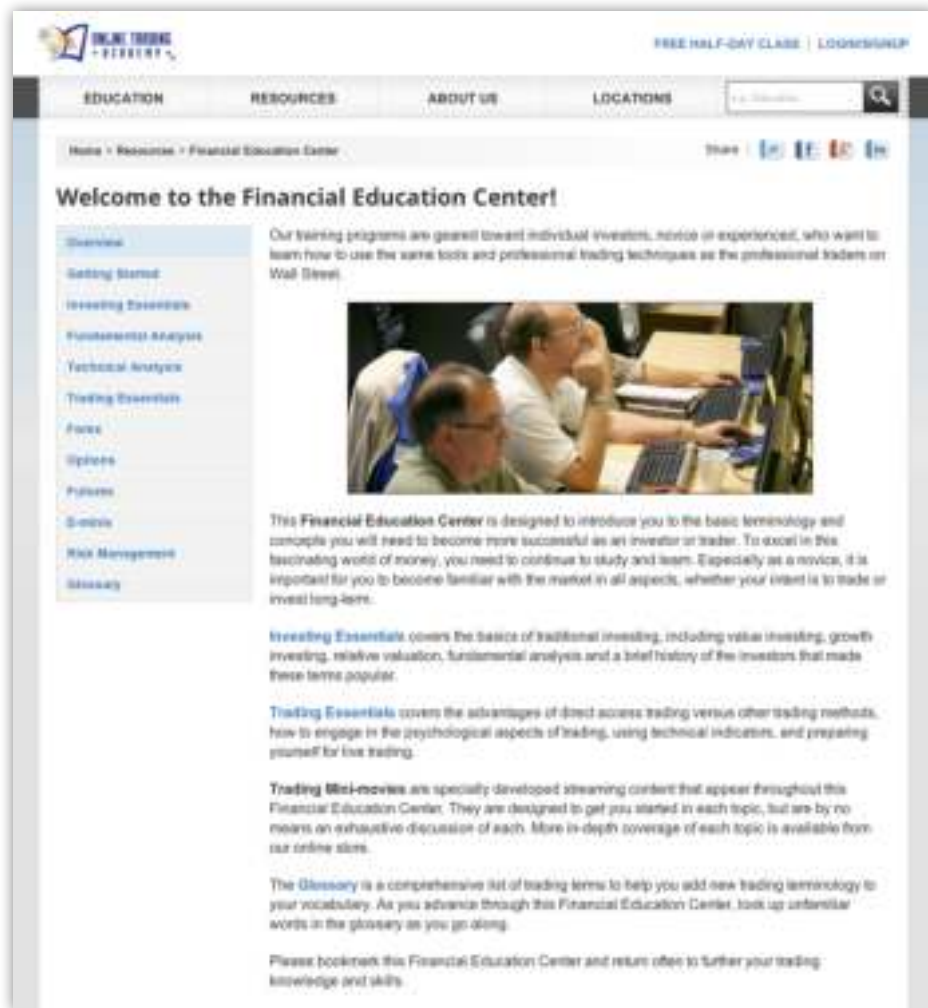 ONLINE TRADING
ACADEMY
FREE HALF-DAY CLASS | LOGIN/SIGNUP
EDUCATION RESOURCES ABOUT US LOCATIONS
Home > Resources > Financial Education Center Share
Welcome to the Financial Education Center!
Overview
Getting Started
Investing Essentials
Fundamental Analysis
Technical Analysis
Trading Essentials
Forex
Options
Futures
E-minis
Risk Management
Glossary
Our training programs are geared toward individual investors, novice or experienced, who want to
learn how to use the same tools and professional trading techniques as the professional traders on
Wall Street.
This Financial Education Center is designed to introduce you to the basic terminology and
concepts you will need to become more successful as an investor or trader. To excel in this
fascinating world of money, you need to continue to study and learn. Especially as a novice, it is
important for you to become familiar with the market in all aspects, whether your intent is to trade or
invest long-term.
Investing Essentials covers the basics of traditional investing, including value investing, growth
investing, relative valuation, fundamental analysis and a brief history of the investors that made
these terms popular.
Trading Essentials covers the advantages of direct access trading versus other trading methods,
how to engage in the psychological aspects of trading, using technical indicators, and preparing
yourself for live trading.
Trading Mini-movies are specially developed streaming content that appear throughout this
Financial Education Center. They are designed to get you started in each topic, but are by no
means an exhaustive discussion of each. More in-depth coverage of each topic is available from
our online store.
The Glossary is a comprehensive list of trading terms to help you add new trading terminology to
your vocabulary. As you advance through this Financial Education Center, look up unfamiliar
words in the glossary as you go along.
Please bookmark this Financial Education Center and return often to further your trading
knowledge and skills.